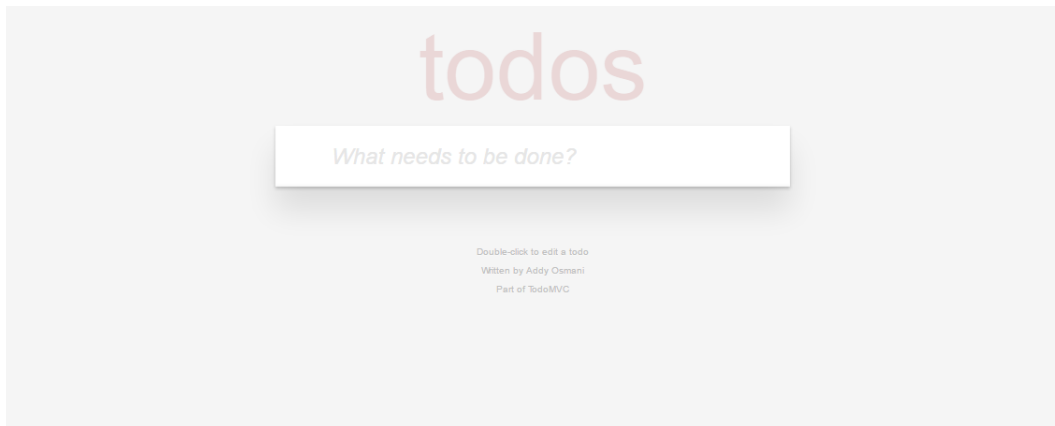 todos
What needs to be done?
Double-click to edit a todo
Written by Addy Osmani
Part of TodoMVC